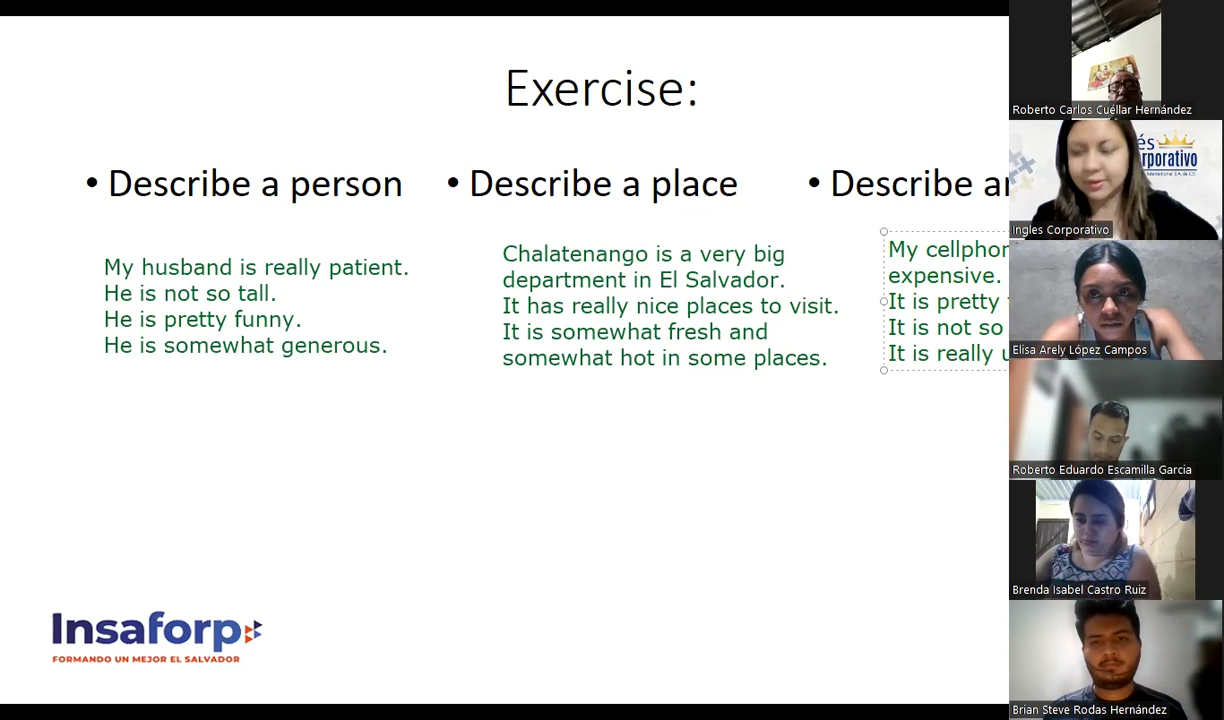 Exercise:
• Describe a person
My husband is really patient.
He is not so tall.
He is pretty funny.
He is somewhat generous.
• Describe a place
Chalatenango is a very big
department in El Salvador.
It has really nice places to visit.
It is somewhat fresh and
somewhat hot in some places.
• Describe
My
expensive.
It is pretty
It is not so
It is really
Insaforp
FORMANDO UN MEJOR EL SALVADOR
Roberto Carlos Cuéllar Hernández
Ingles Corporativo
Elisa Arely López Campos
Roberto Eduardo Escamilla Garcia
Brenda Isabel Castro Ruiz
Brian Steve Rodas Hernández